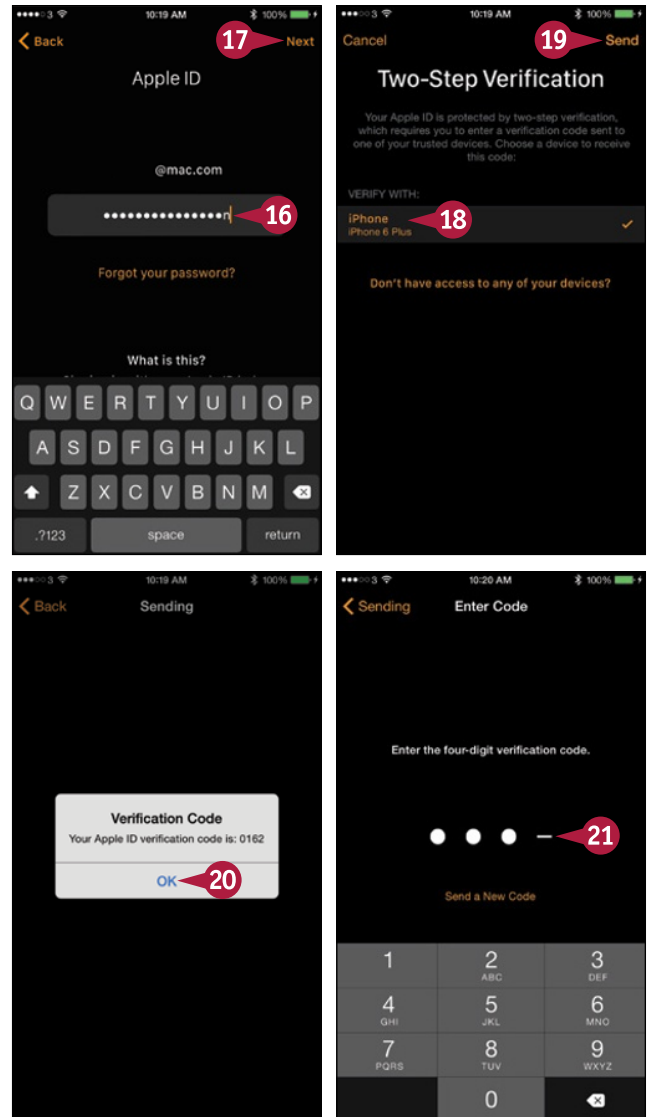 3 10:19 AM 100%
Back 17 Next
Apple ID
@mac.com
n 16
Forgot your password?
What is this?
Q W E R T Y U I O P
A S D F G H J K L
Z X C V B N M
.?123 space return
3 10:19 AM 100%
Cancel 19 Send
Two-Step Verification
Your Apple ID is protected by two-step verification,
which requires you to enter a verification code sent to
one of your trusted devices. Choose a device to receive
this code:
VERIFY WITH:
iPhone 18
iPhone 6 Plus
Don't have access to any of your devices?
3 10:19 AM 100%
Back Sending
Verification Code
Your Apple ID verification code is: 0162
OK 20
3 10:20 AM 100%
Sending Enter Code
Enter the four-digit verification code.
21
Send a New Code
1 2 3
ABC DEF
4 5 6
GHI JKL MNO
7 8 9
PQRS TUV WXYZ
0